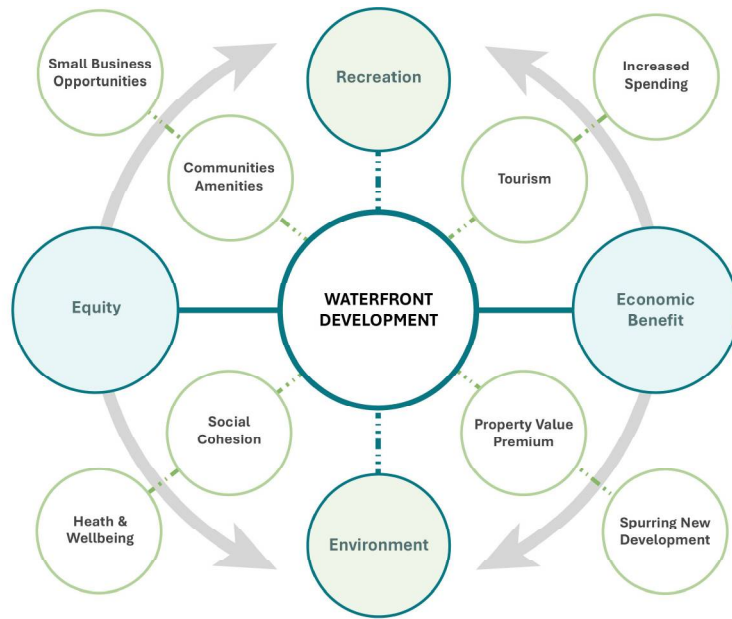 Small Business
Opportunities
Recreation
Increased
Spending
Communities
Amenities
Tourism
Equity
WATERFRONT
DEVELOPMENT
Economic
Benefit
Social
Cohesion
Property Value
Premium
Heath &
Wellbeing
Environment
Spurring New
Development